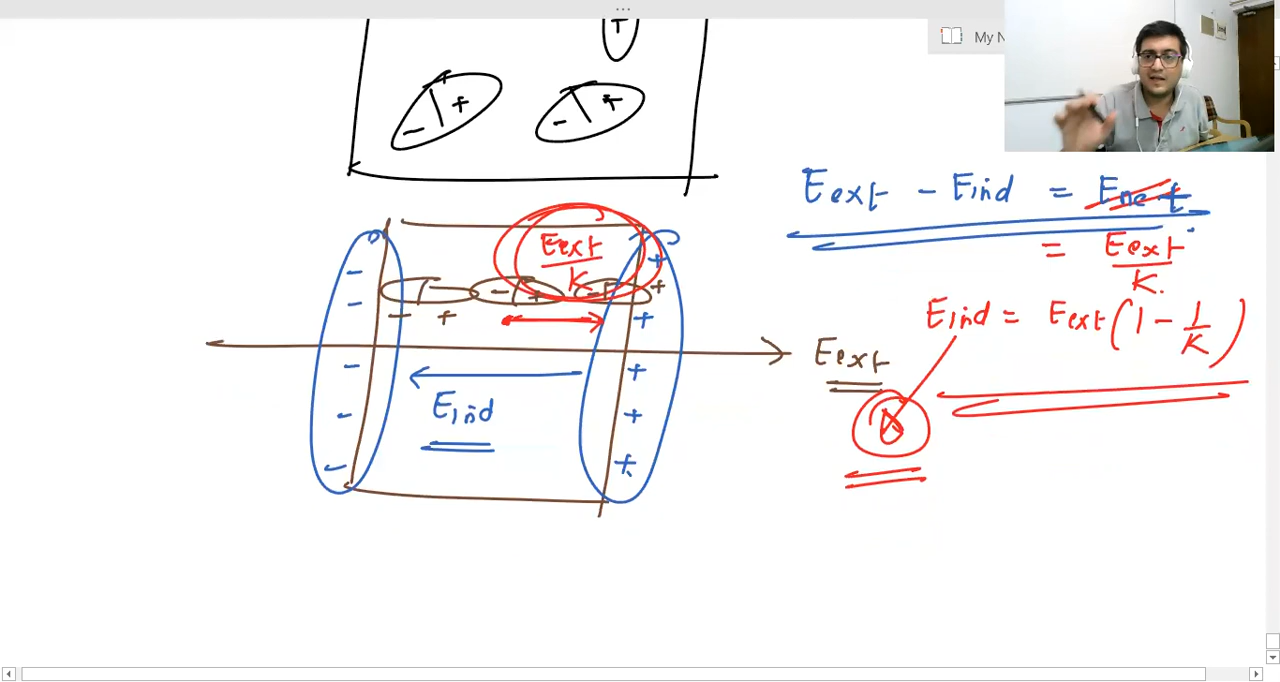 My N
+
- +
- +
Eext - Eind = Enet
= Eext/K.
Eext/K
- +
- - + - + - +
- - +
- + +
Eind = Eext(1 - 1/K)
Eext
- +
Eind
- +
- +